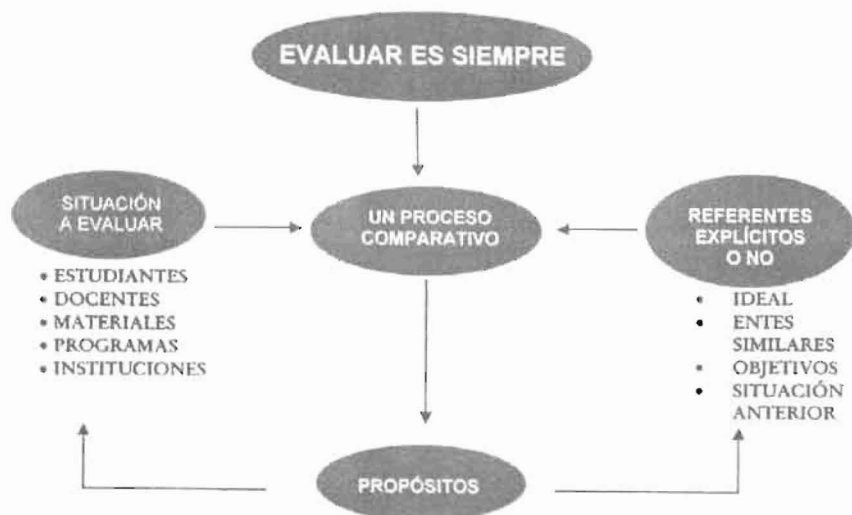 EVALUAR ES SIEMPRE
SITUACIÓN
A EVALUAR
• ESTUDIANTES
• DOCENTES
• MATERIALES
• PROGRAMAS
• INSTITUCIONES
UN PROCESO
COMPARATIVO
REFERENTES
EXPLÍCITOS
O NO
• IDEAL
• ENTES
SIMILARES
• OBJETIVOS
• SITUACIÓN
ANTERIOR
PROPÓSITOS